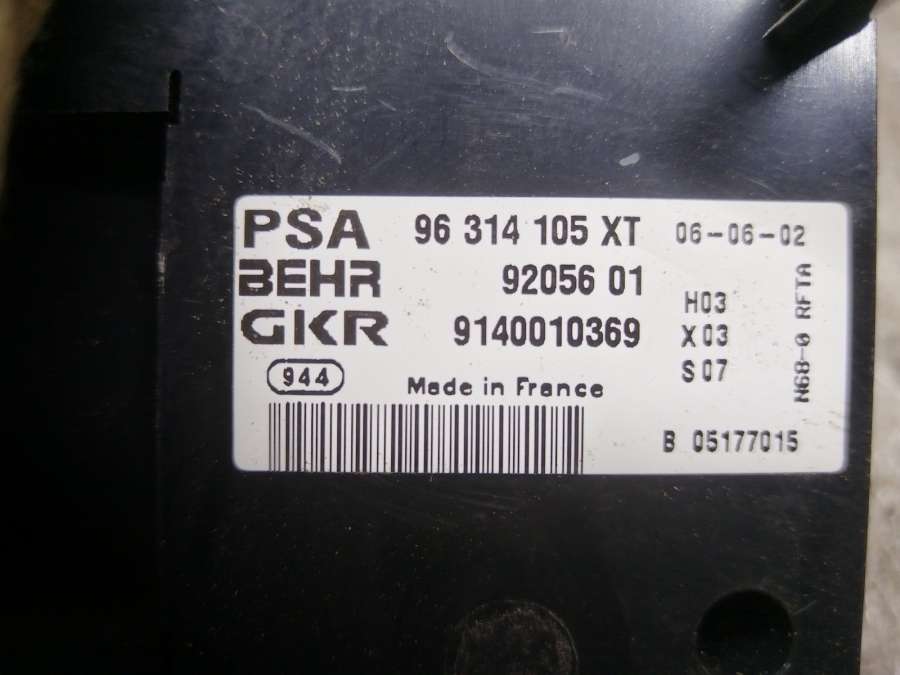 PSA 96 314 105 XT 06-06-02
BEHR 92056 01
H03
GKR 9140010369
X03
944
Made in France
S07
N68-0 RFTA
B 05177015